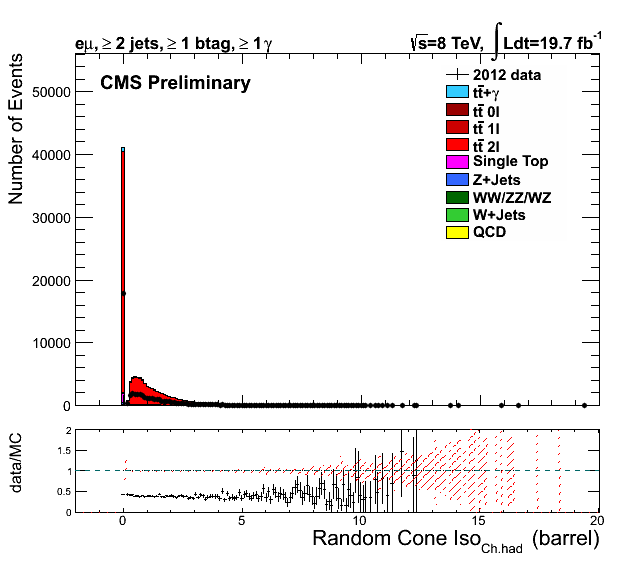 eμ, ≥ 2 jets, ≥ 1 btag, ≥ 1 γ
√s=8 TeV, ∫Ldt=19.7 fb⁻¹
CMS Preliminary
Number of Events
50000
40000
30000
20000
10000
0
2012 data
tt̅+γ
tt̅ 0l
tt̅ 1l
tt̅ 2l
Single Top
Z+Jets
WW/ZZ/WZ
W+Jets
QCD
data/MC
2
1.5
1
0.5
0
0 5 10 15 20
Random Cone Iso_Ch.had (barrel)